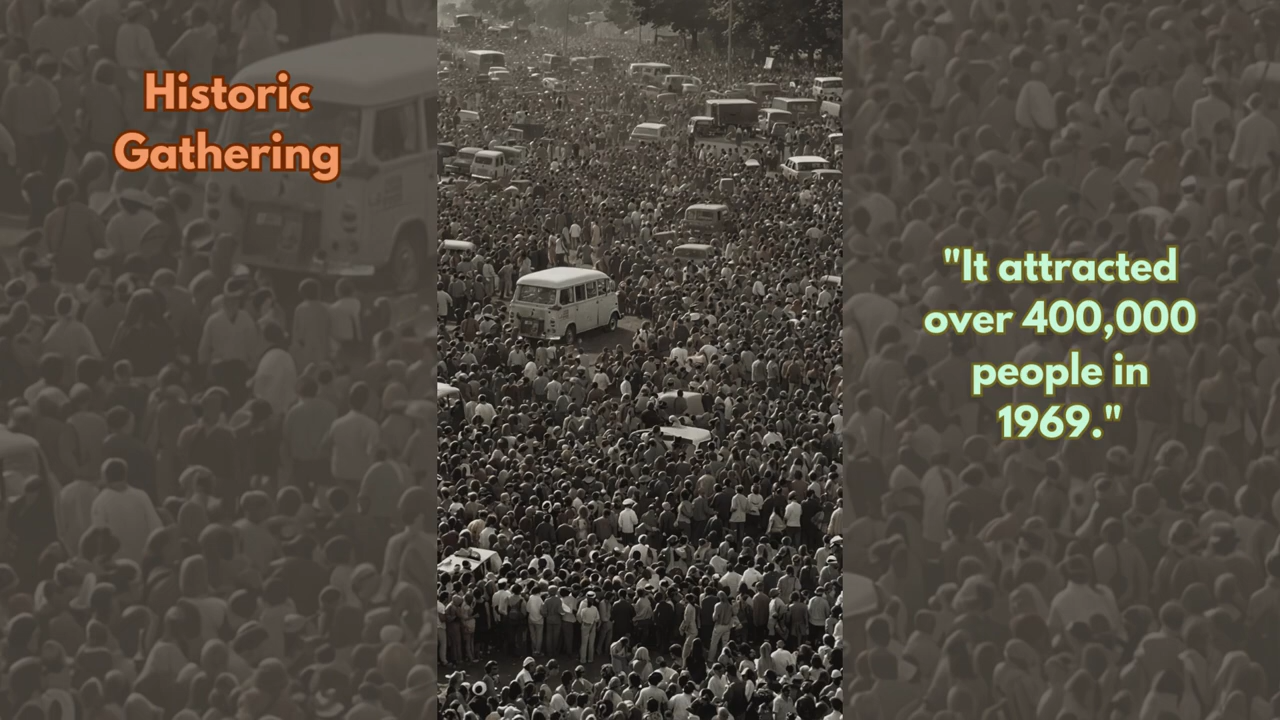 Historic
Gathering
"It attracted
over 400,000
people in
1969."